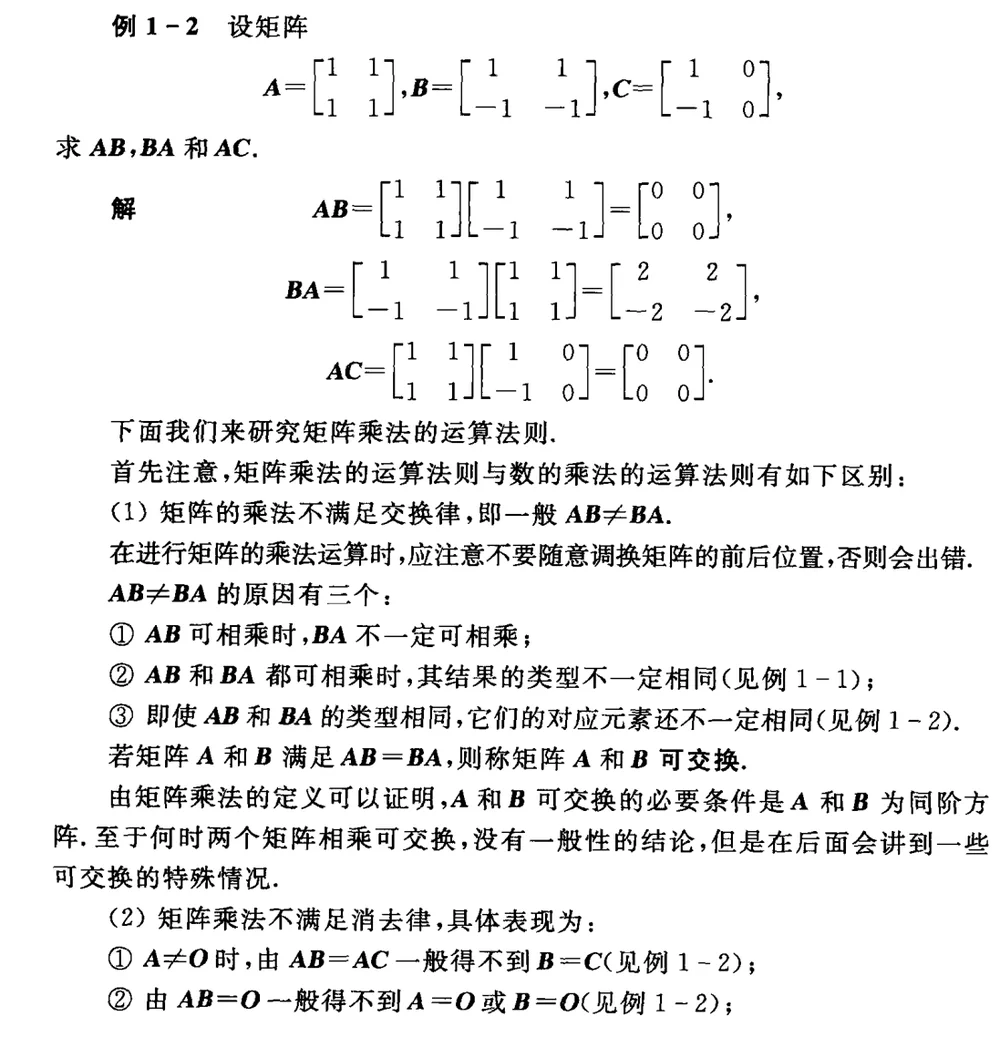 例 1-2 设矩阵
A=[1 1; 1 1],B=[1 1; -1 -1],C=[1 0; -1 0],
求 AB,BA 和 AC.
解 AB=[1 1; 1 1][1 1; -1 -1]=[0 0; 0 0],
BA=[1 1; -1 -1][1 1; 1 1]=[2 2; -2 -2],
AC=[1 1; 1 1][1 0; -1 0]=[0 0; 0 0].
下面我们来研究矩阵乘法的运算法则.
首先注意,矩阵乘法的运算法则与数的乘法的运算法则有如下区别:
(1) 矩阵的乘法不满足交换律,即一般 AB≠BA.
在进行矩阵的乘法运算时,应注意不要随意调换矩阵的前后位置,否则会出错.
AB≠BA 的原因有三个:
① AB 可相乘时,BA 不一定可相乘;
② AB 和 BA 都可相乘时,其结果的类型不一定相同(见例 1-1);
③ 即使 AB 和 BA 的类型相同,它们的对应元素还不一定相同(见例 1-2).
若矩阵 A 和 B 满足 AB=BA,则称矩阵 A 和 B 可交换.
由矩阵乘法的定义可以证明,A 和 B 可交换的必要条件是 A 和 B 为同阶方
阵.至于何时两个矩阵相乘可交换,没有一般性的结论,但是在后面会讲到一些
可交换的特殊情况.
(2) 矩阵乘法不满足消去律,具体表现为:
① A≠O 时,由 AB=AC 一般得不到 B=C(见例 1-2);
② 由 AB=O 一般得不到 A=O 或 B=O(见例 1-2);